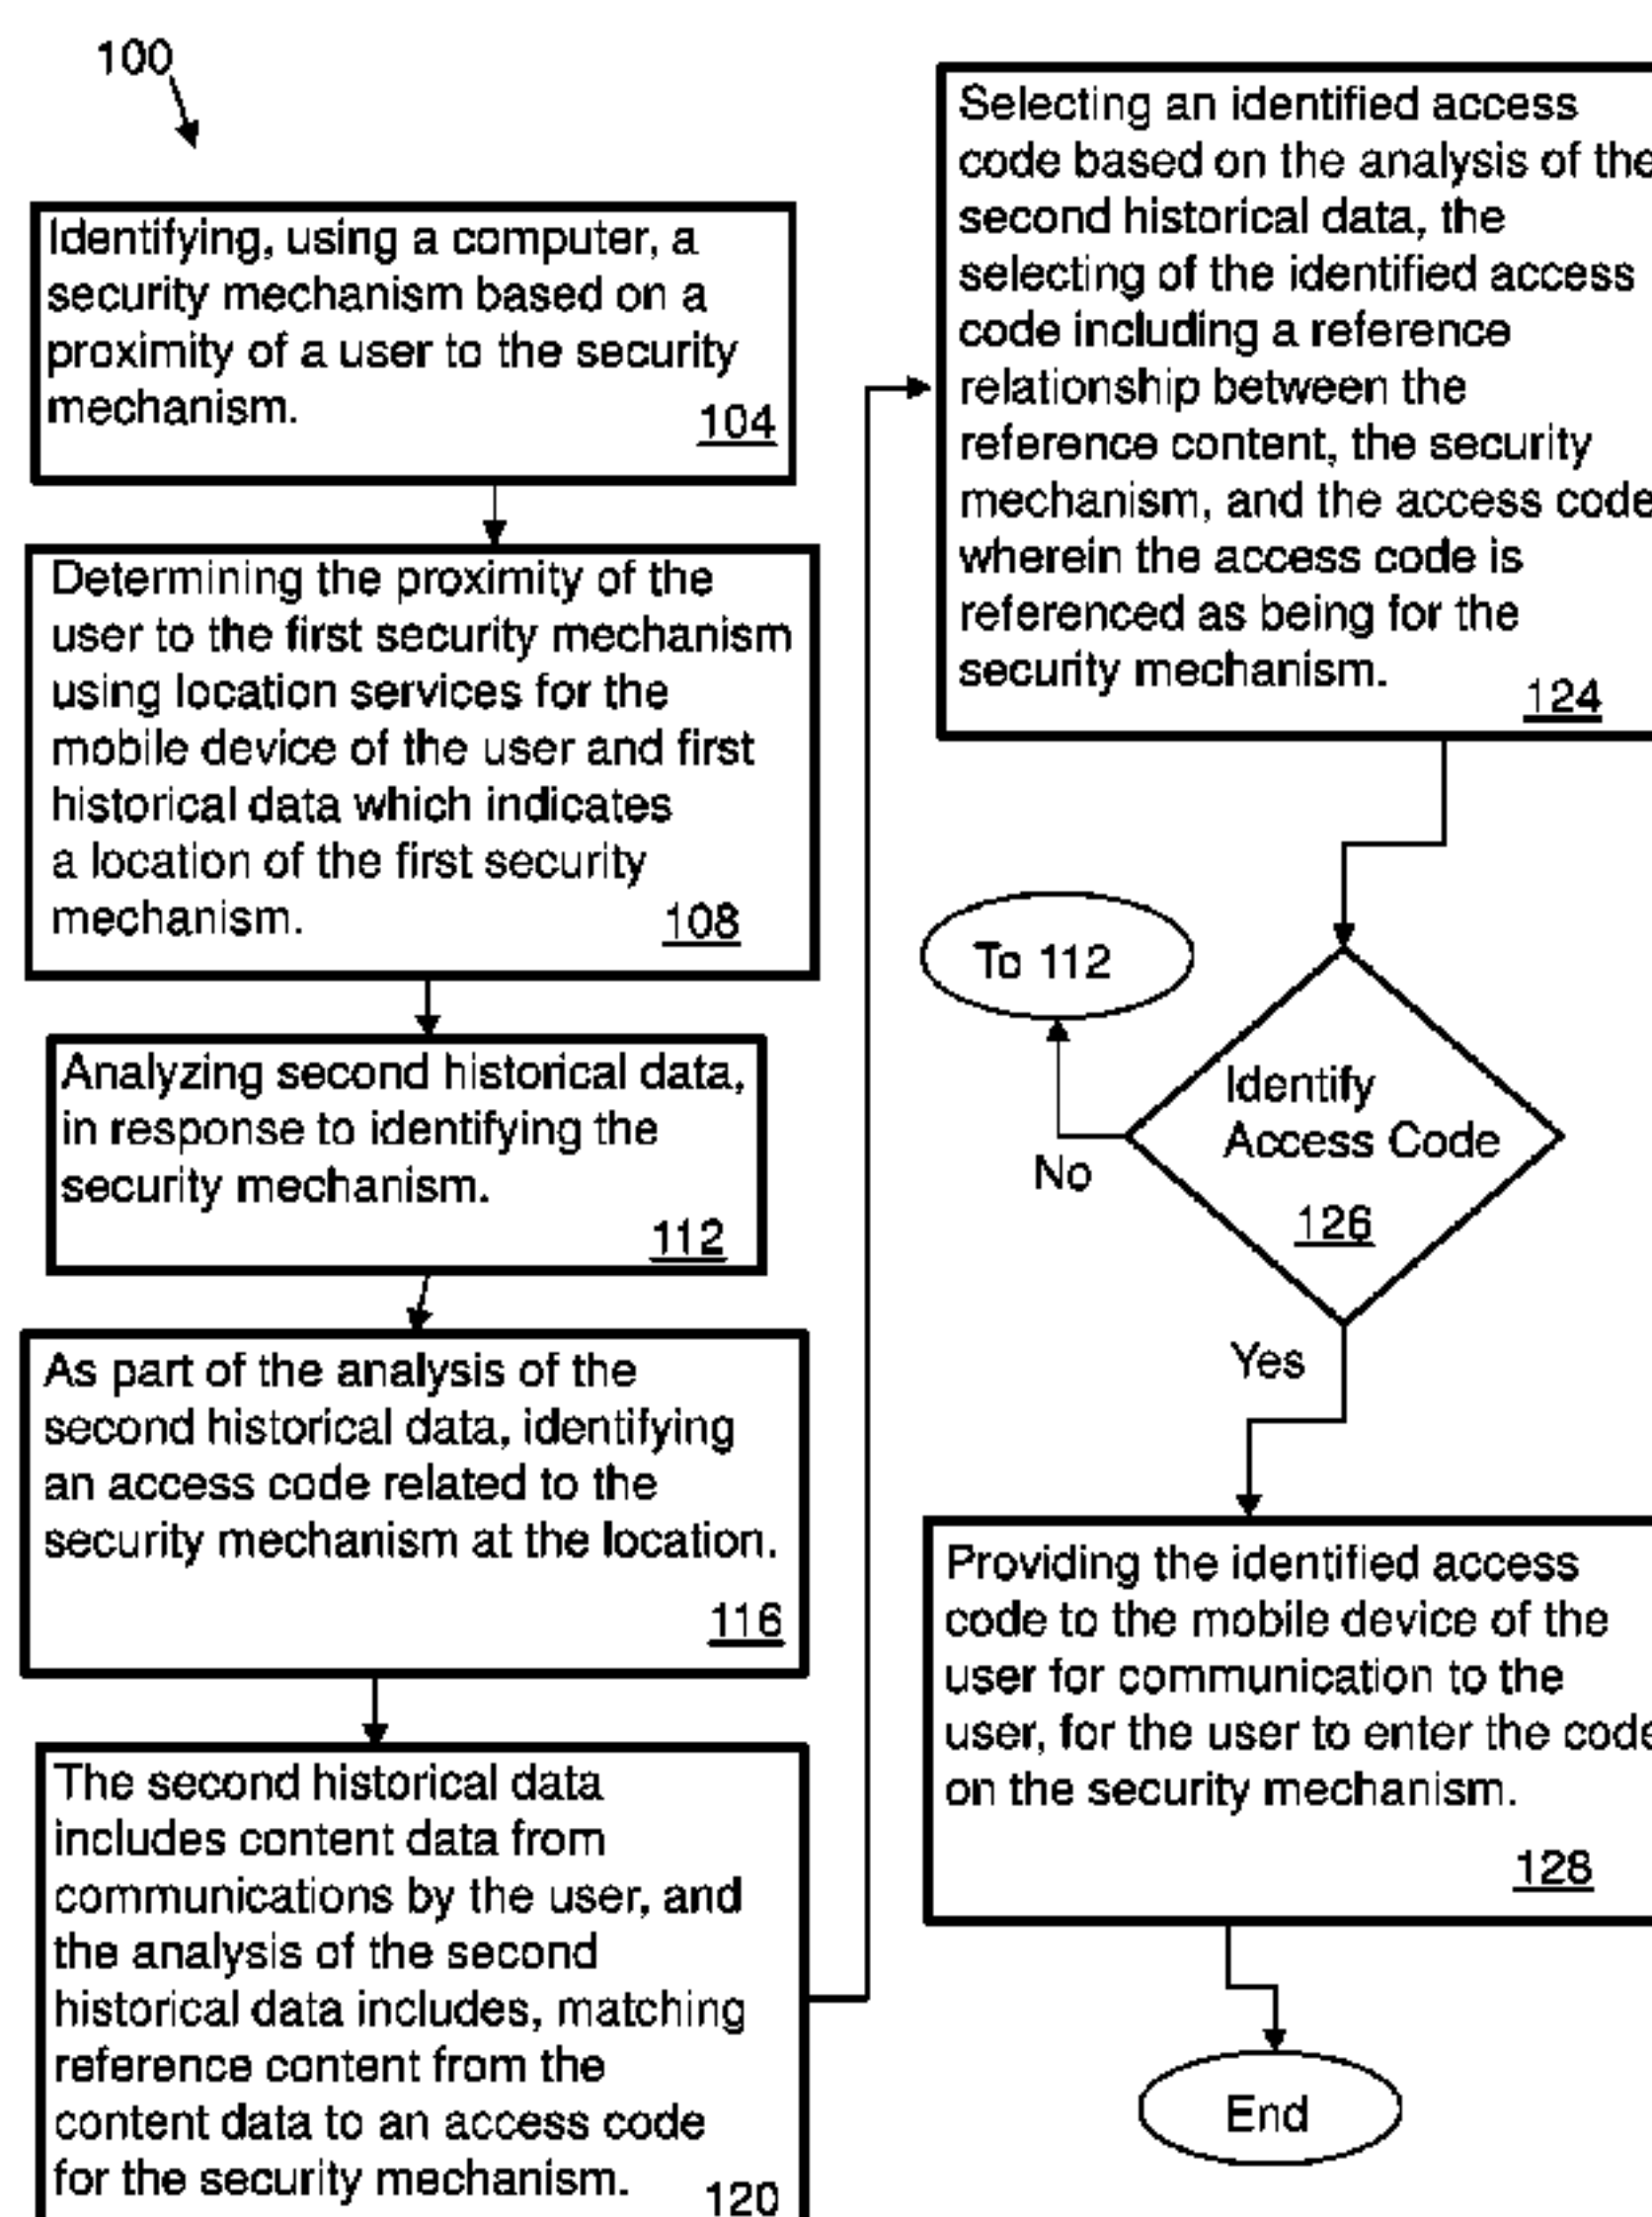 100
Identifying, using a computer, a
security mechanism based on a
proximity of a user to the security
mechanism.
104
Determining the proximity of the
user to the first security mechanism
using location services for the
mobile device of the user and first
historical data which indicates
a location of the first security
mechanism.
108
Analyzing second historical data,
in response to identifying the
security mechanism.
112
As part of the analysis of the
second historical data, identifying
an access code related to the
security mechanism at the location.
116
The second historical data
includes content data from
communications by the user, and
the analysis of the second
historical data includes, matching
reference content from the
content data to an access code
for the security mechanism.
120
Selecting an identified access
code based on the analysis of the
second historical data, the
selecting of the identified access
code including a reference
relationship between the
reference content, the security
mechanism, and the access code
wherein the access code is
referenced as being for the
security mechanism.
124
To 112
Identify
Access Code
126
No
Yes
Providing the identified access
code to the mobile device of the
user for communication to the
user, for the user to enter the code
on the security mechanism.
128
End